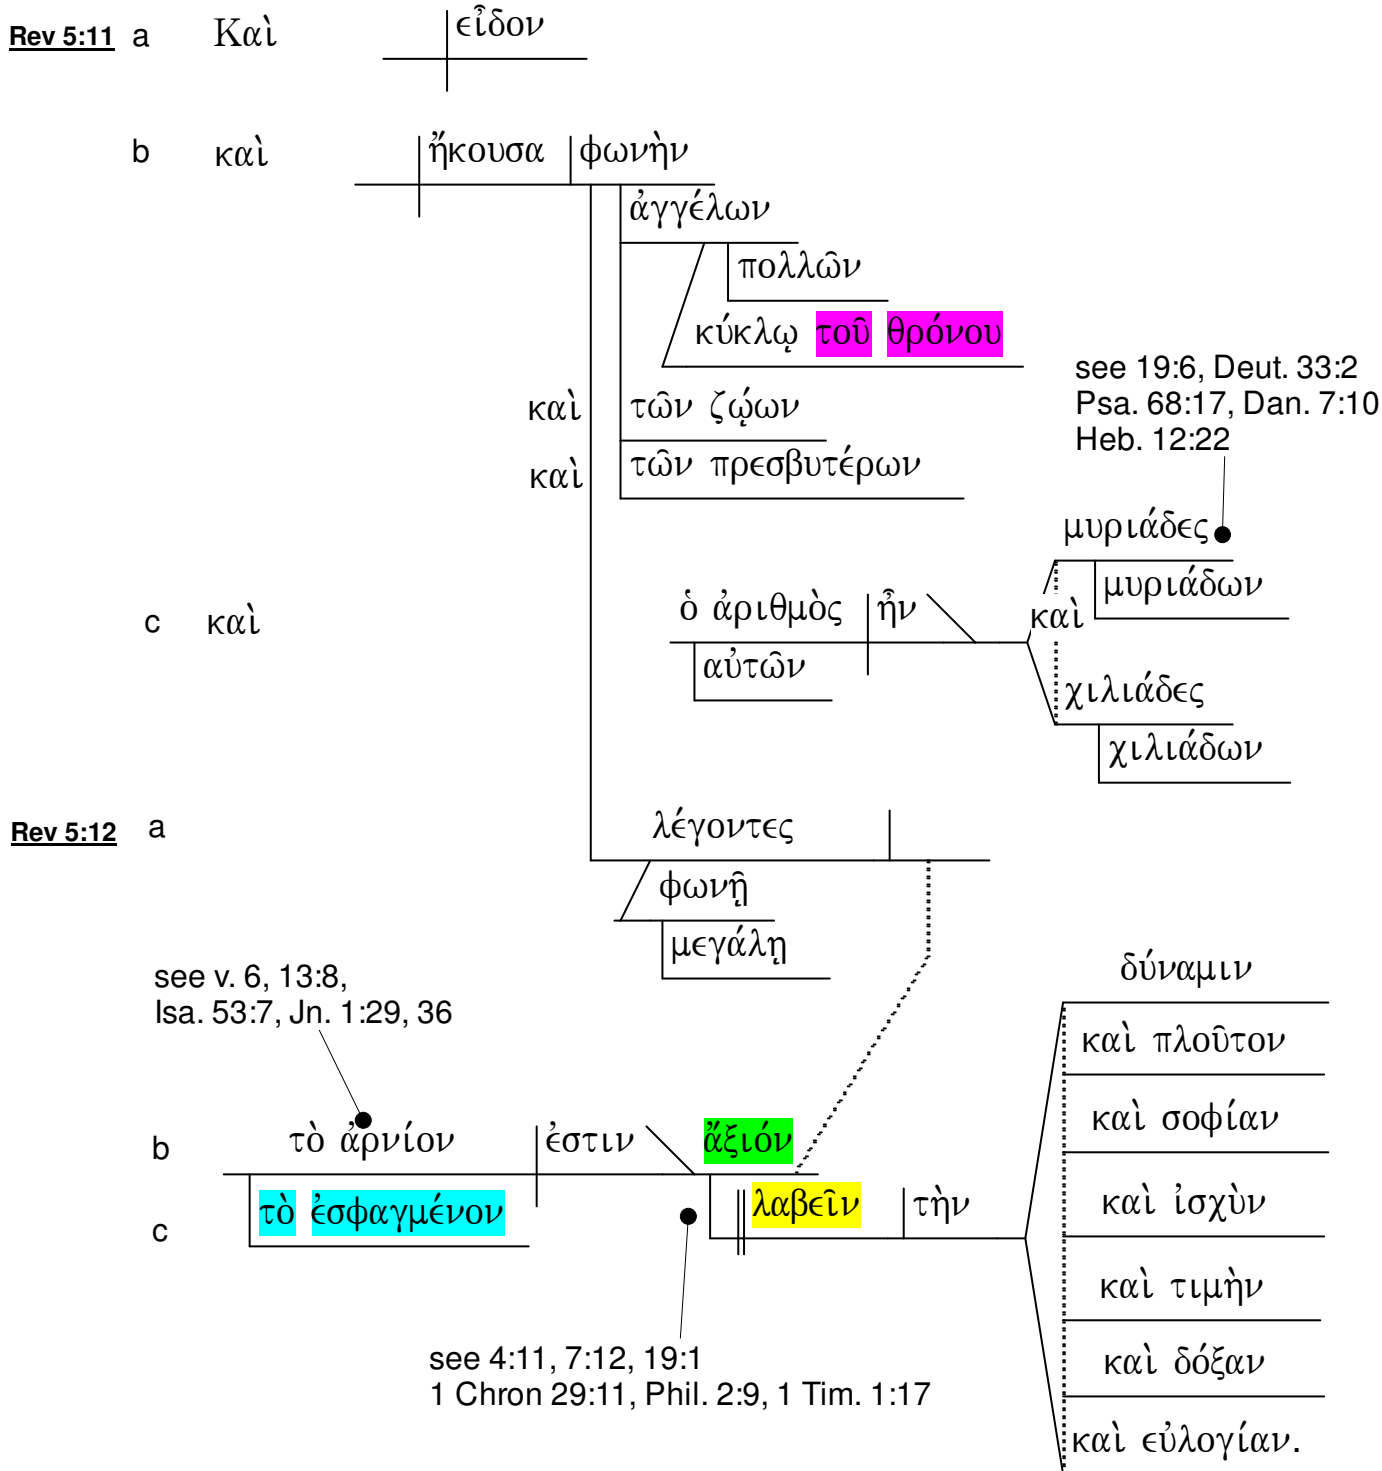 Rev 5:11 a Καὶ εἶδον
b καὶ ἤκουσα φωνὴν
ἀγγέλων
πολλῶν
κύκλῳ τοῦ θρόνου
see 19:6, Deut. 33:2
Psa. 68:17, Dan. 7:10
Heb. 12:22
καὶ τῶν ζῴων
καὶ τῶν πρεσβυτέρων
μυριάδες
μυριάδων
c καὶ ὁ ἀριθμὸς ἦν καὶ
αὐτῶν
χιλιάδες
χιλιάδων
Rev 5:12 a λέγοντες
φωνῇ
μεγάλῃ
see v. 6, 13:8,
Isa. 53:7, Jn. 1:29, 36
δύναμιν
καὶ πλοῦτον
καὶ σοφίαν
b τὸ ἀρνίον ἐστιν ἄξιόν
c τὸ ἐσφαγμένον λαβεῖν τὴν
καὶ ἰσχὺν
καὶ τιμὴν
καὶ δόξαν
καὶ εὐλογίαν.
see 4:11, 7:12, 19:1
1 Chron 29:11, Phil. 2:9, 1 Tim. 1:17